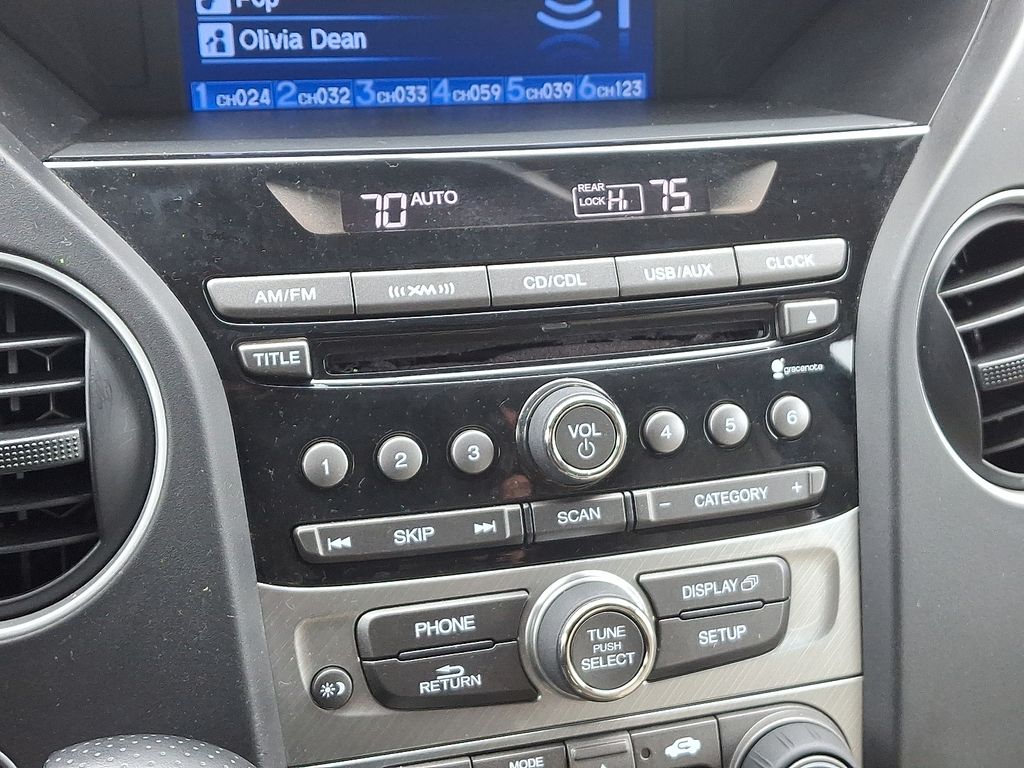 Pop
Olivia Dean
1 CH024 2 CH032 3 CH033 4 CH059 5 CH039 6 CH123
70 AUTO REAR LOCK Hi 75
AM/FM XM CD/CDL USB/AUX CLOCK
TITLE
gracenote
1 2 3 VOL 4 5 6
SKIP SCAN − CATEGORY +
PHONE DISPLAY
TUNE
PUSH
SELECT
RETURN SETUP
MODE